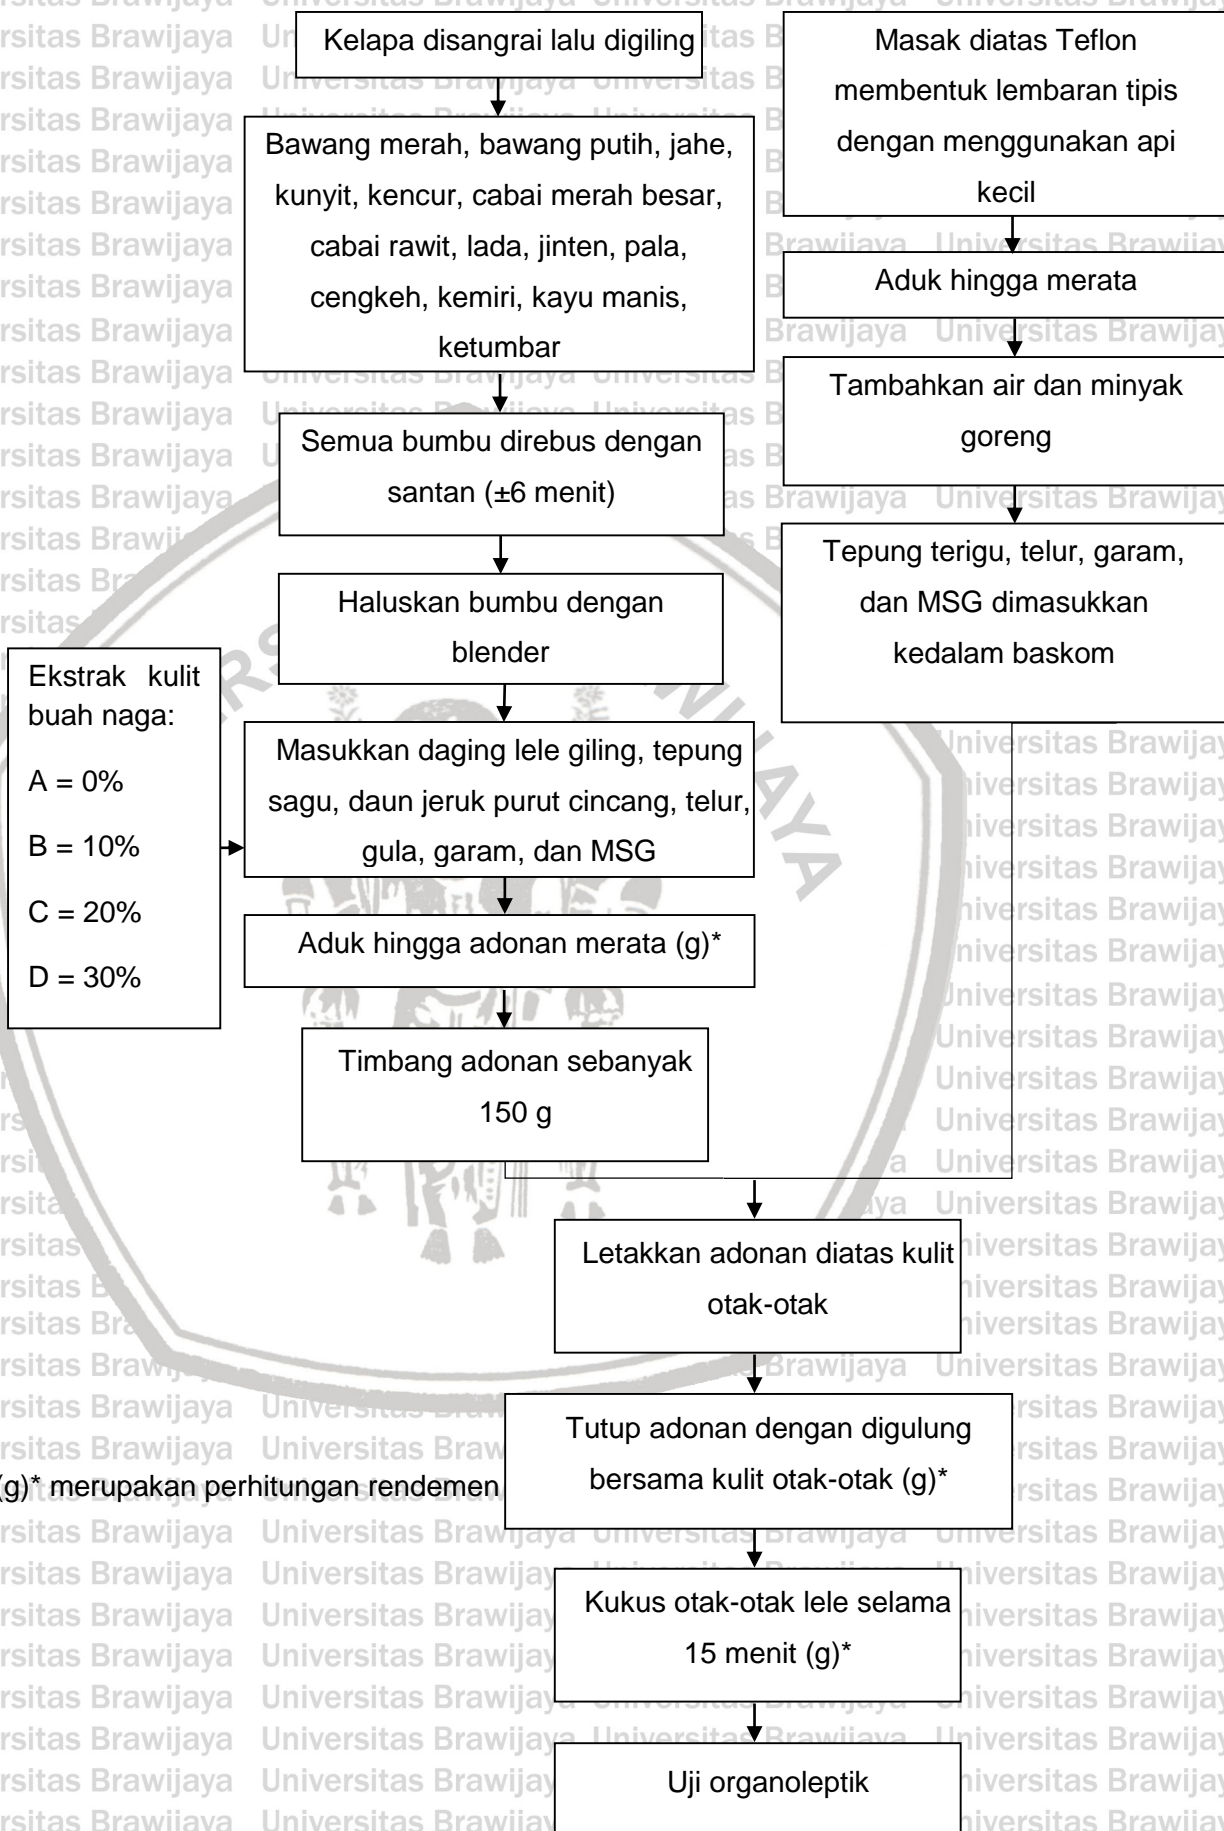 Kelapa disangrai lalu digiling
Bawang merah, bawang putih, jahe,
kunyit, kencur, cabai merah besar,
cabai rawit, lada, jinten, pala,
cengkeh, kemiri, kayu manis,
ketumbar
Semua bumbu direbus dengan
santan (±6 menit)
Haluskan bumbu dengan
blender
Ekstrak kulit
buah naga:
A = 0%
B = 10%
C = 20%
D = 30%
Masukkan daging lele giling, tepung
sagu, daun jeruk purut cincang, telur,
gula, garam, dan MSG
Aduk hingga adonan merata (g)*
Timbang adonan sebanyak
150 g
Masak diatas Teflon
membentuk lembaran tipis
dengan menggunakan api
kecil
Aduk hingga merata
Tambahkan air dan minyak
goreng
Tepung terigu, telur, garam,
dan MSG dimasukkan
kedalam baskom
Letakkan adonan diatas kulit
otak-otak
Tutup adonan dengan digulung
bersama kulit otak-otak (g)*
(g)* merupakan perhitungan rendemen
Kukus otak-otak lele selama
15 menit (g)*
Uji organoleptik